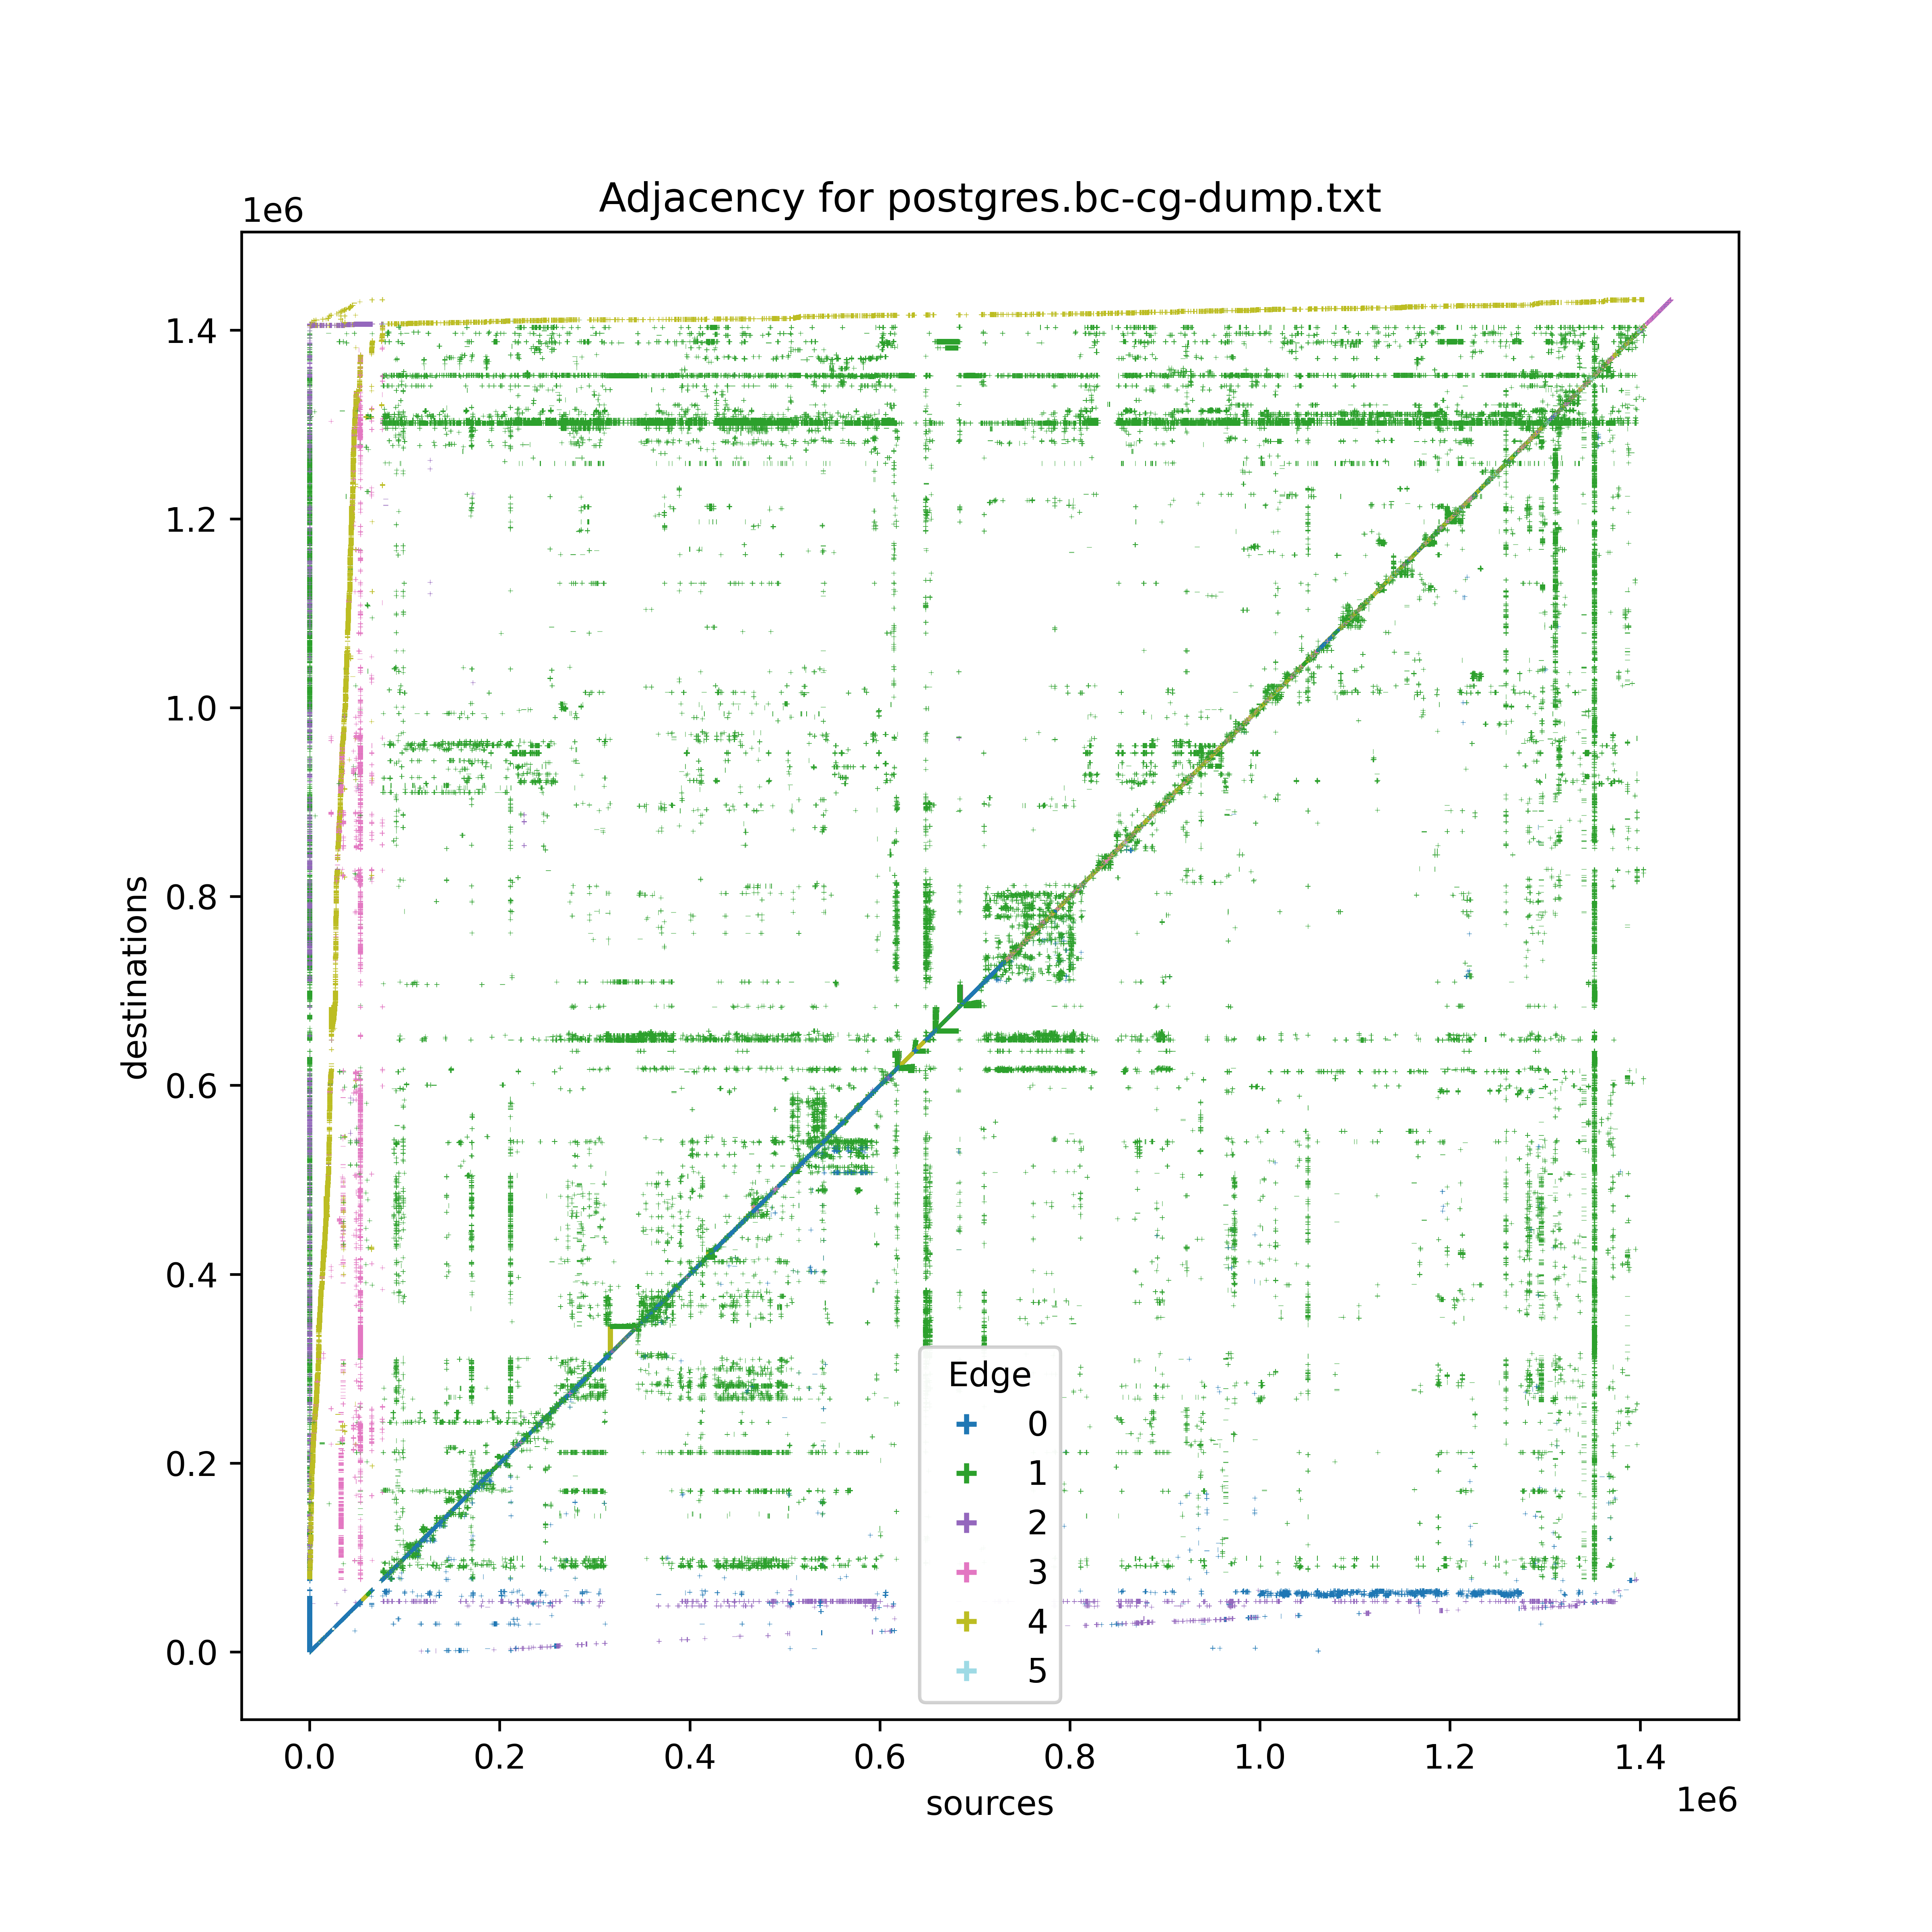 Adjacency for postgres.bc-cg-dump.txt
1e6
1.4
1.2
1.0
0.8
0.6
0.4
0.2
0.0
destinations
Edge
0
1
2
3
4
5
0.0 0.2 0.4 0.6 0.8 1.0 1.2 1.4
sources
1e6